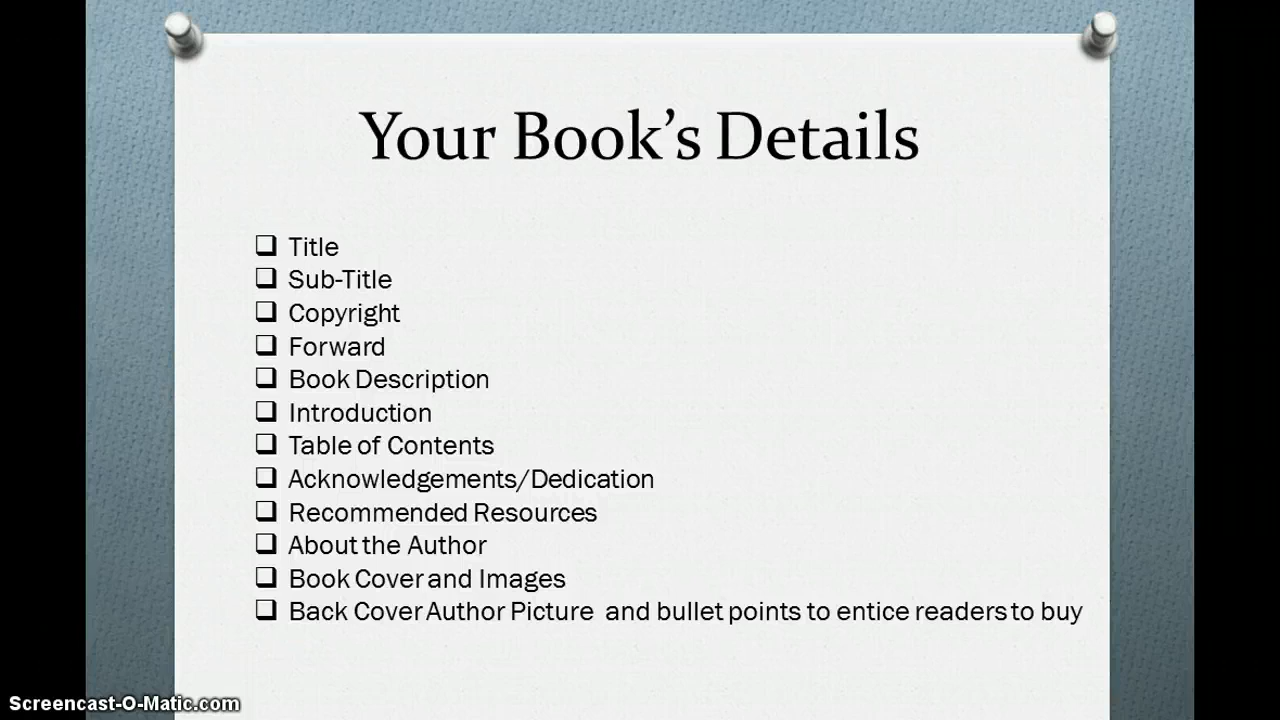 Your Book's Details
❑ Title
❑ Sub-Title
❑ Copyright
❑ Forward
❑ Book Description
❑ Introduction
❑ Table of Contents
❑ Acknowledgements/Dedication
❑ Recommended Resources
❑ About the Author
❑ Book Cover and Images
❑ Back Cover Author Picture and bullet points to entice readers to buy
Screencast-O-Matic.com